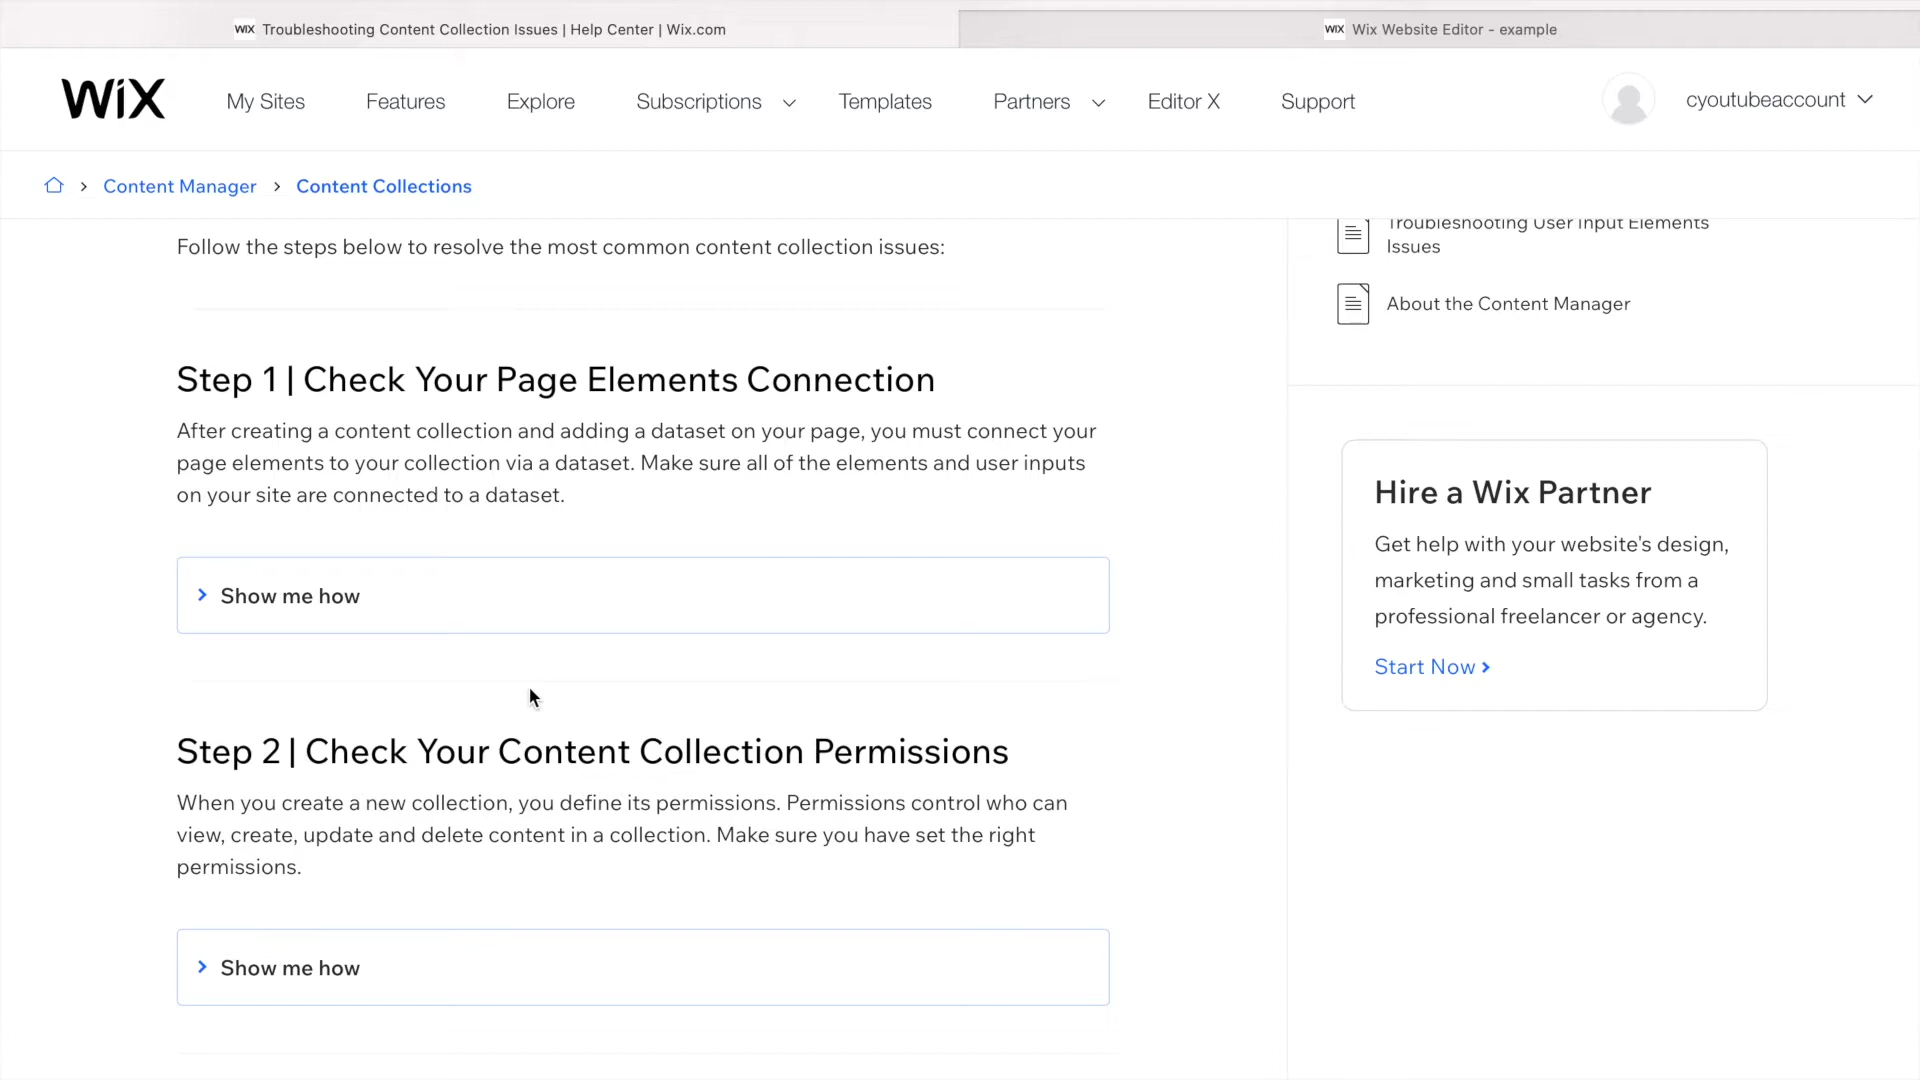 WIX Troubleshooting Content Collection Issues | Help Center | Wix.com
WIX Wix Website Editor - example
WiX
My Sites
Features
Explore
Subscriptions
Templates
Partners
Editor X
Support
cyoutubeaccount
Content Manager > Content Collections
Follow the steps below to resolve the most common content collection issues:
Step 1 | Check Your Page Elements Connection
After creating a content collection and adding a dataset on your page, you must connect your
page elements to your collection via a dataset. Make sure all of the elements and user inputs
on your site are connected to a dataset.
Show me how
Step 2 | Check Your Content Collection Permissions
When you create a new collection, you define its permissions. Permissions control who can
view, create, update and delete content in a collection. Make sure you have set the right
permissions.
Show me how
Troubleshooting User Input Elements
Issues
About the Content Manager
Hire a Wix Partner
Get help with your website's design,
marketing and small tasks from a
professional freelancer or agency.
Start Now >